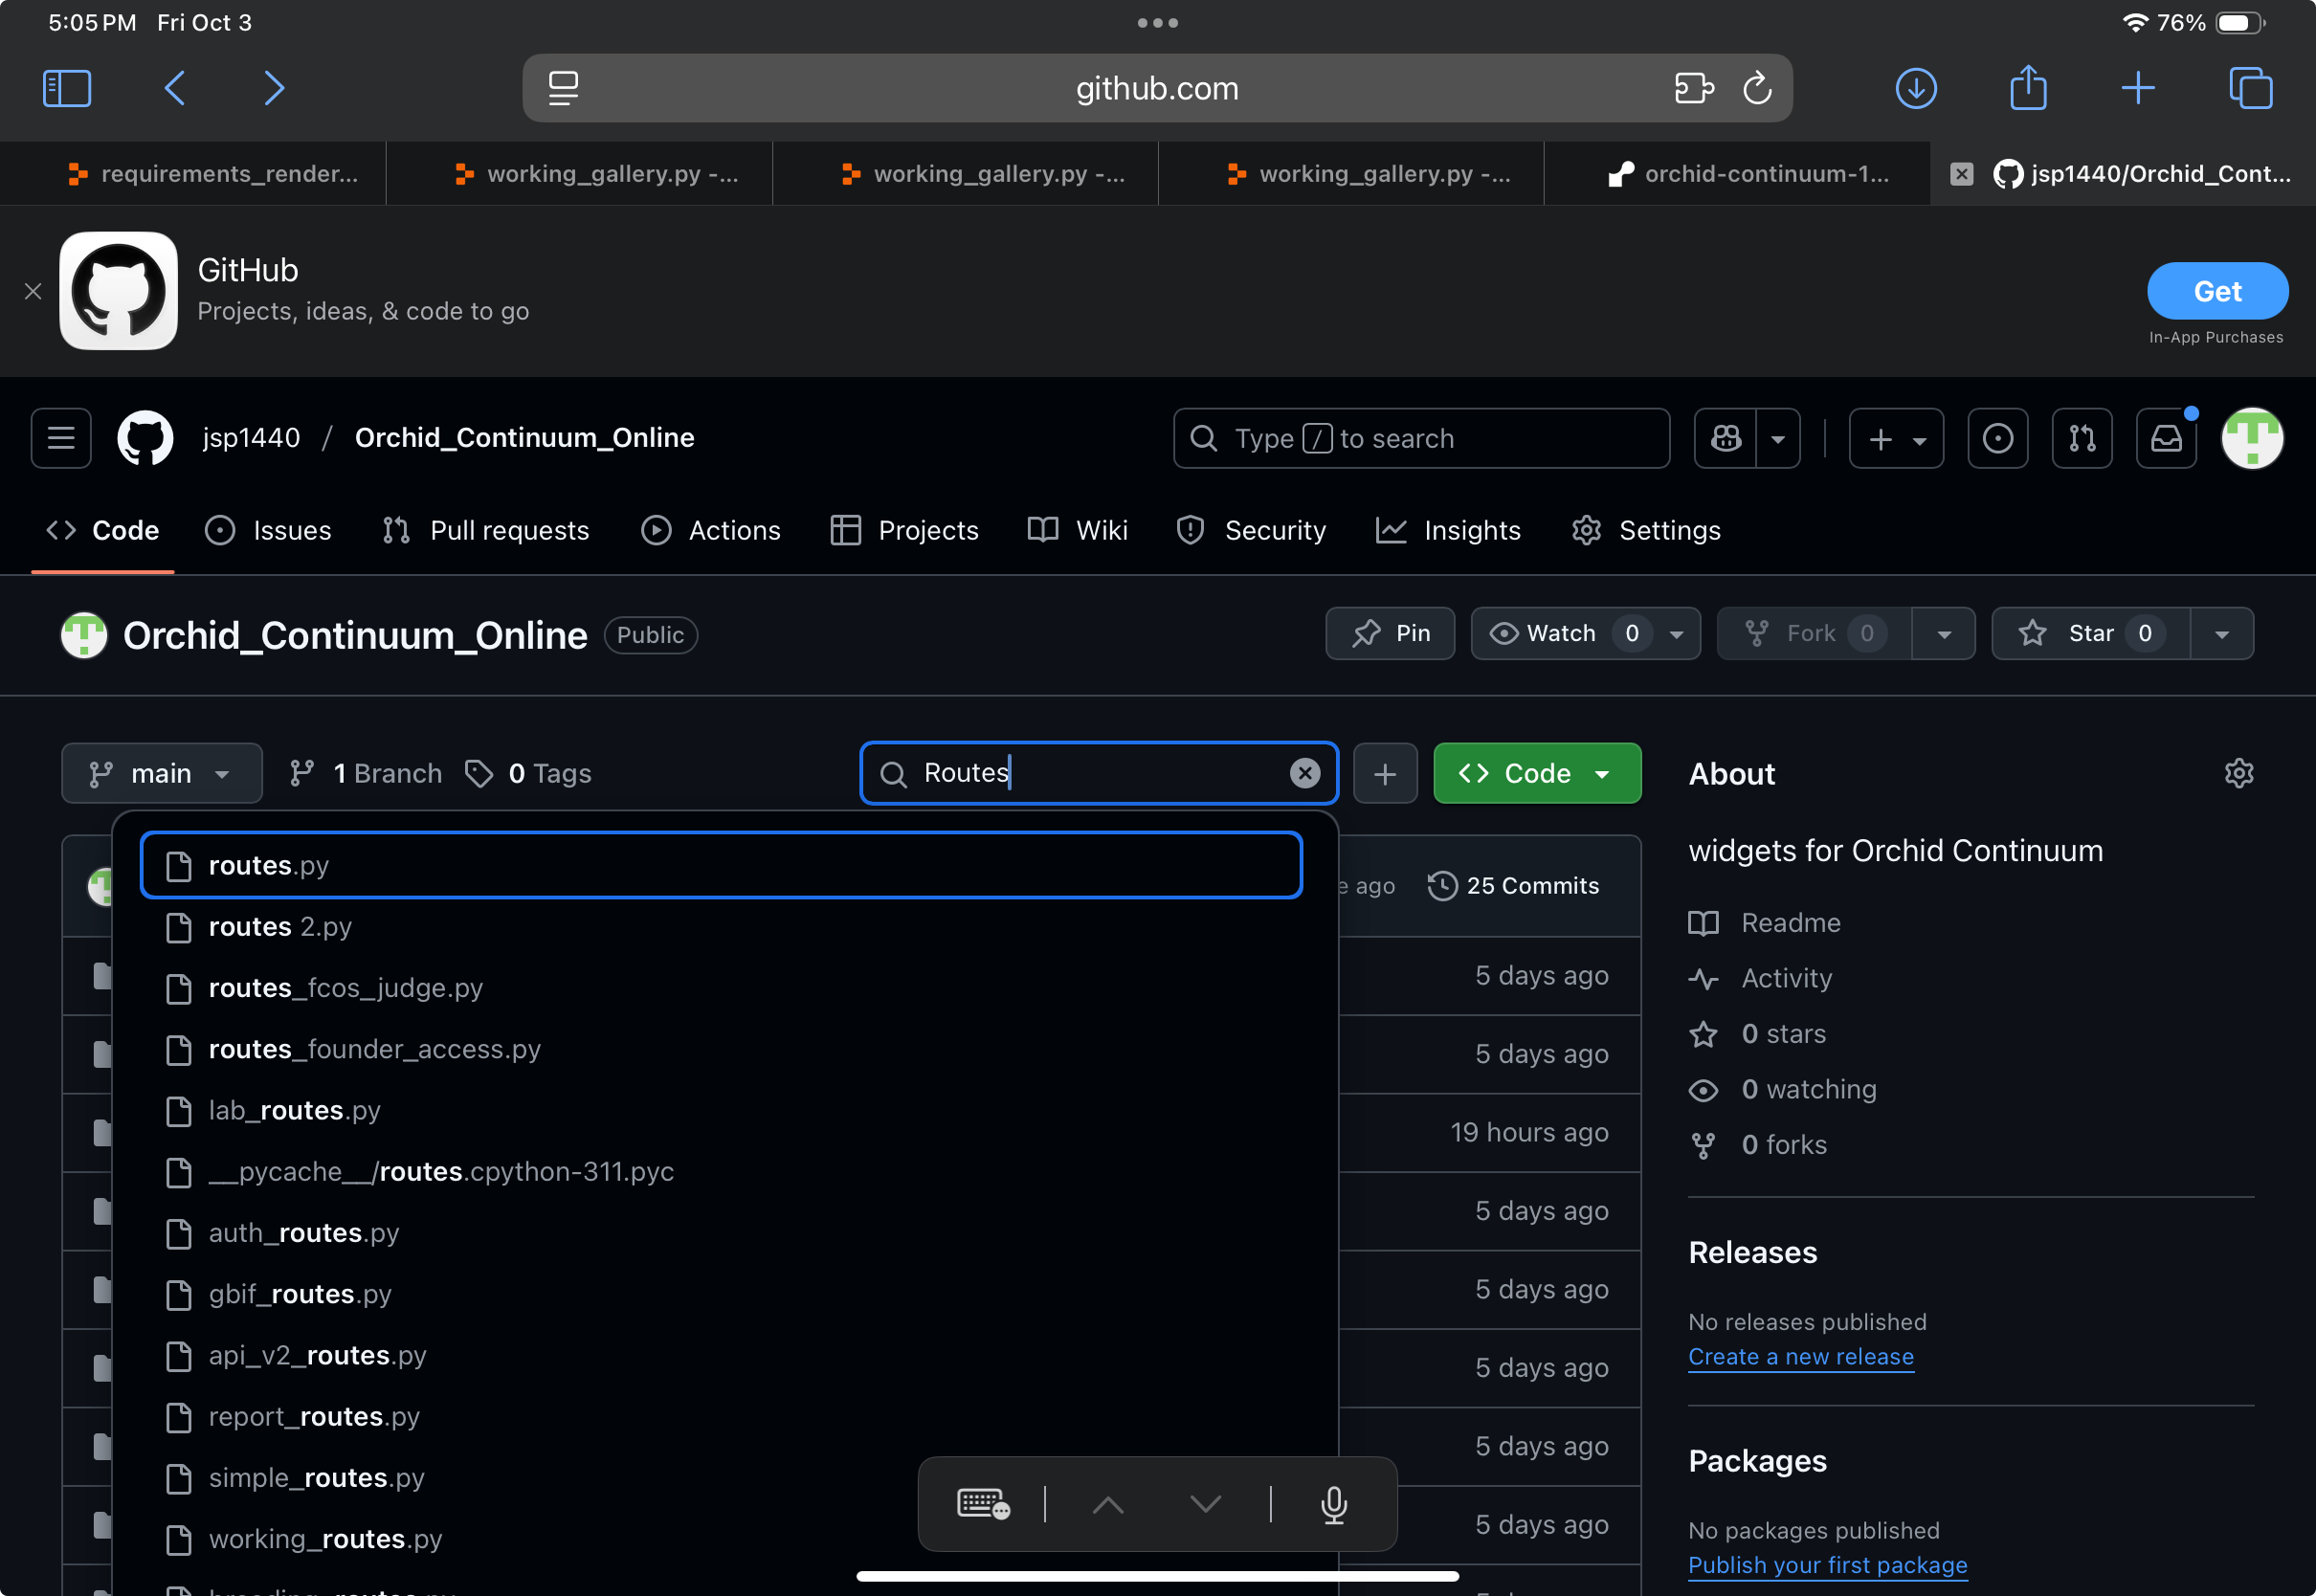 5:05 PM Fri Oct 3
76%
github.com
requirements_render...
working_gallery.py -...
working_gallery.py -...
working_gallery.py -...
orchid-continuum-1...
jsp1440/Orchid_Cont...
GitHub
Projects, ideas, & code to go
Get
In-App Purchases
jsp1440 / Orchid_Continuum_Online
Type / to search
Code
Issues
Pull requests
Actions
Projects
Wiki
Security
Insights
Settings
Orchid_Continuum_Online Public
Pin
Watch 0
Fork 0
Star 0
main
1 Branch
0 Tags
Routes
Code
routes.py
routes 2.py
routes_fcos_judge.py
routes_founder_access.py
lab_routes.py
__pycache__/routes.cpython-311.pyc
auth_routes.py
gbif_routes.py
api_v2_routes.py
report_routes.py
simple_routes.py
working_routes.py
ago
25 Commits
5 days ago
5 days ago
19 hours ago
5 days ago
5 days ago
5 days ago
5 days ago
5 days ago
About
widgets for Orchid Continuum
Readme
Activity
0 stars
0 watching
0 forks
Releases
No releases published
Create a new release
Packages
No packages published
Publish your first package